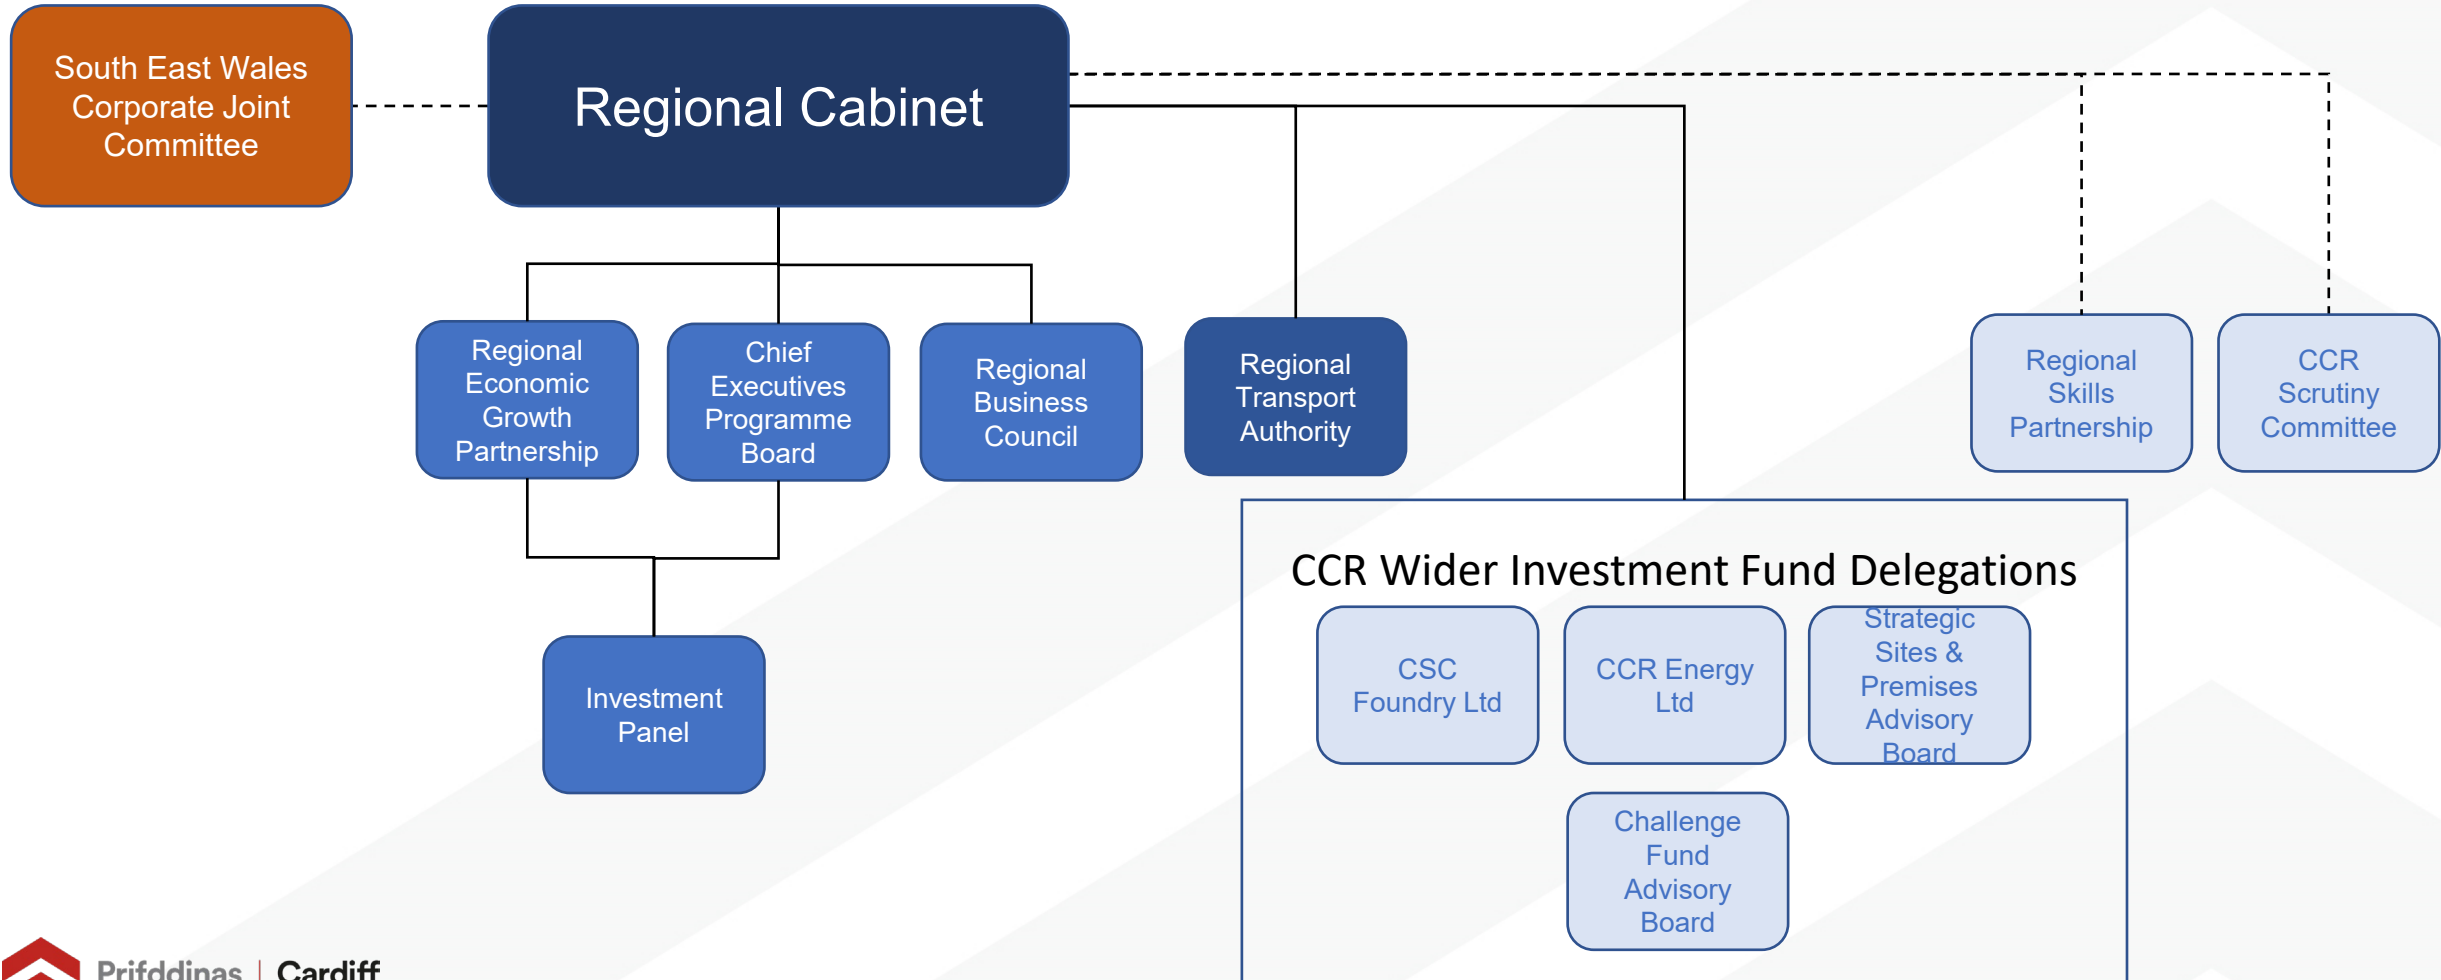 South East Wales
Corporate Joint
Committee
Regional Cabinet
Regional
Economic
Growth
Partnership
Chief
Executives
Programme
Board
Regional
Business
Council
Regional
Transport
Authority
Regional
Skills
Partnership
CCR
Scrutiny
Committee
Investment
Panel
CCR Wider Investment Fund Delegations
CSC
Foundry Ltd
CCR Energy
Ltd
Strategic
Sites &
Premises
Advisory
Board
Challenge
Fund
Advisory
Board
Prifddinas | Cardiff